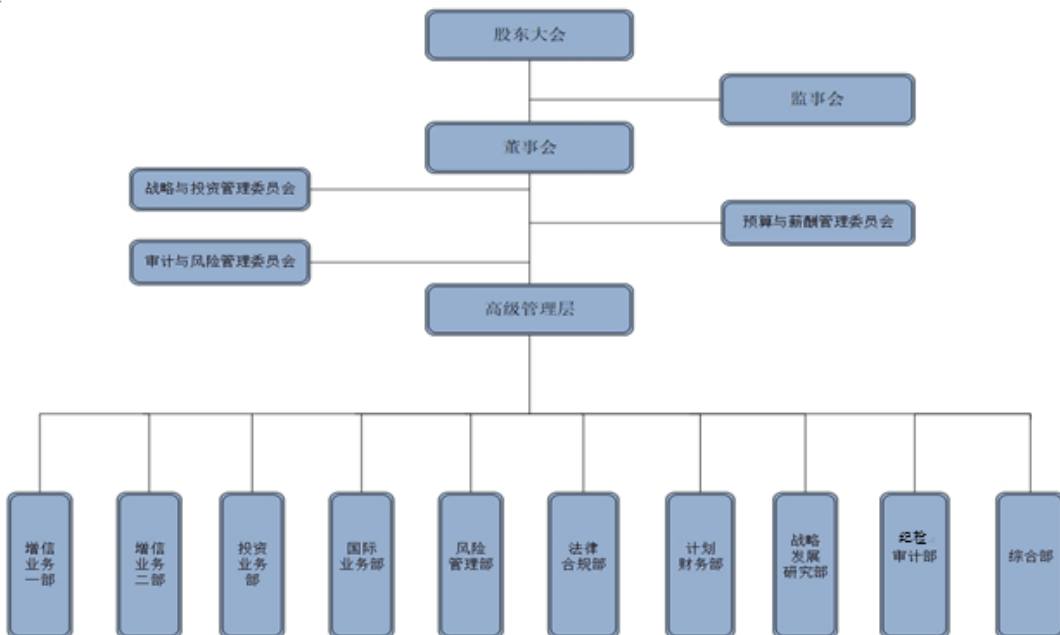 股东大会
监事会
董事会
战略与投资管理委员会
预算与薪酬管理委员会
审计与风险管理委员会
高级管理层
增信
业务
一部
增信
业务
二部
投资
业务
部
国际
业务部
风险
管理部
法律
合规部
计划
财务部
战略
发展
研究部
纪检
审计部
综合部